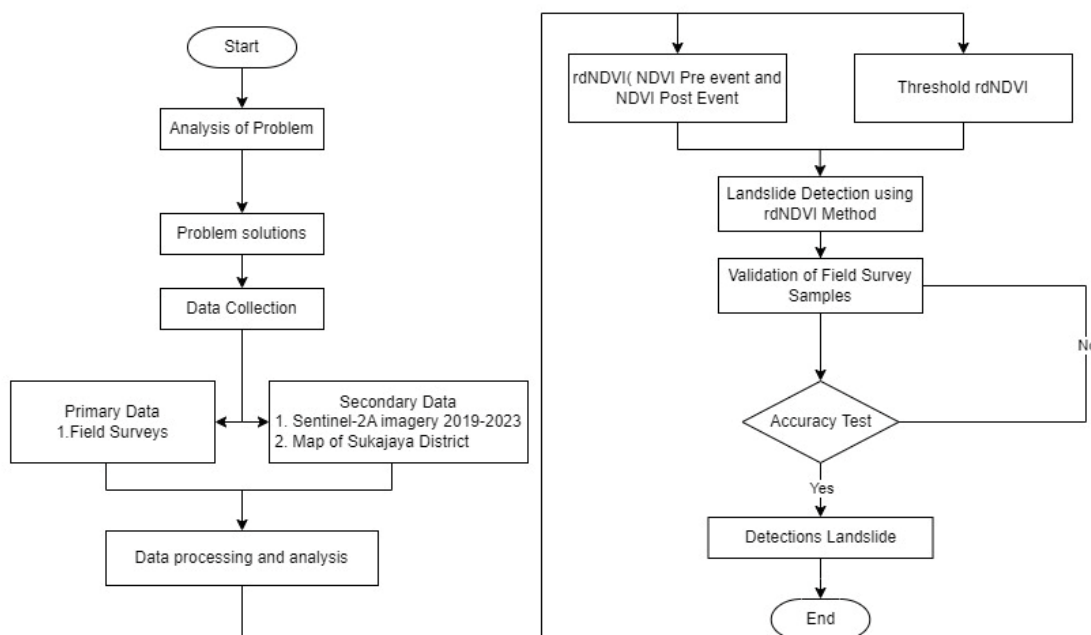 Start
Analysis of Problem
Problem solutions
Data Collection
Primary Data
1.Field Surveys
Secondary Data
1. Sentinel-2A imagery 2019-2023
2. Map of Sukajaya District
Data processing and analysis
rdNDVI( NDVI Pre event and
NDVI Post Event
Threshold rdNDVI
Landslide Detection using
rdNDVI Method
Validation of Field Survey
Samples
No
Accuracy Test
Yes
Detections Landslide
End